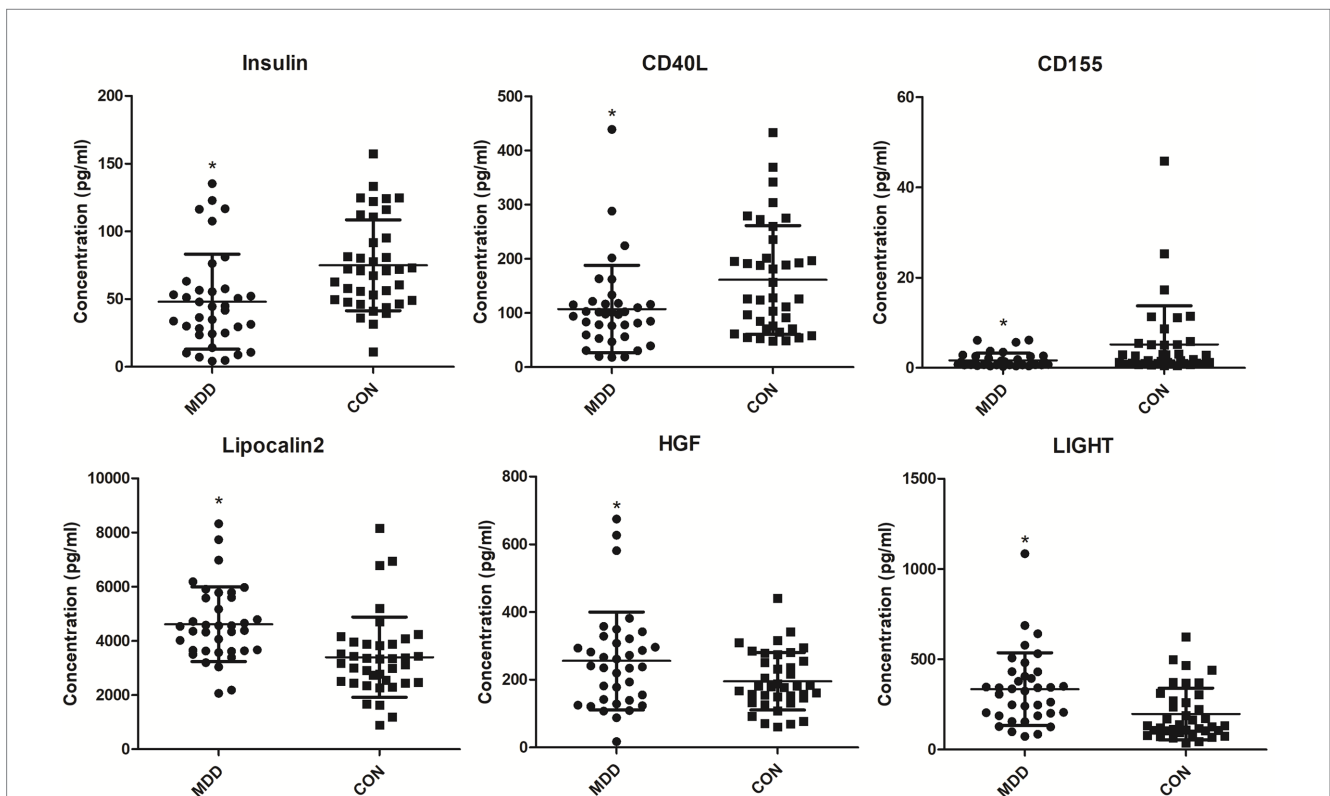 Insulin
CD40L
CD155
Concentration (pg/ml)
200
150
100
50
0
*
MDD
CON
Concentration (pg/ml)
500
400
300
200
100
0
*
MDD
CON
Concentration (pg/ml)
60
40
20
0
*
MDD
CON
Lipocalin2
HGF
LIGHT
Concentration (pg/ml)
10000
8000
6000
4000
2000
0
*
MDD
CON
Concentration (pg/ml)
800
600
400
200
0
*
MDD
CON
Concentration (pg/ml)
1500
1000
500
0
*
MDD
CON